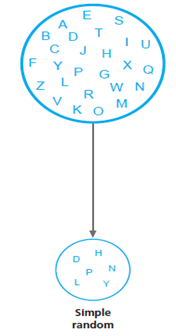 E
A S
B D T
I U
C J H
F Y X Q
P G
Z L W N
R
V M
K O
H
D
P N
L Y
Simple
random